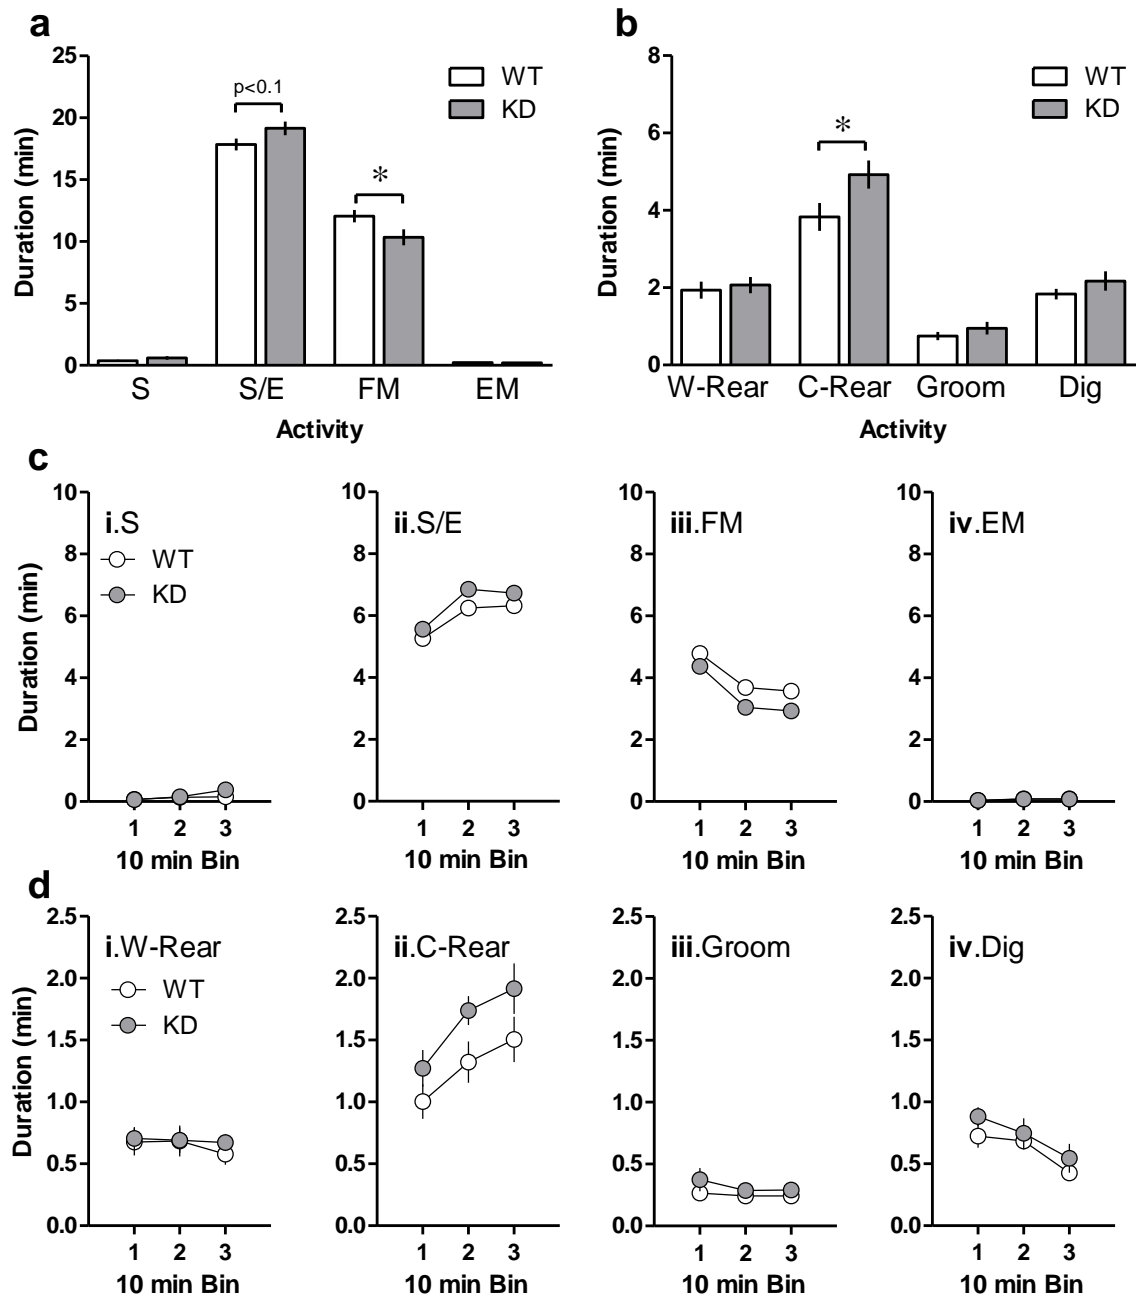 a
25
20
15
10
5
0
Duration (min)
p<0.1
*
WT
KD
S S/E FM EM
Activity
b
8
6
4
2
0
Duration (min)
*
WT
KD
W-Rear C-Rear Groom Dig
Activity
c
Duration (min)
10
8
6
4
2
0
i.S
WT
KD
1 2 3
10 min Bin
10
8
6
4
2
0
ii.S/E
1 2 3
10 min Bin
10
8
6
4
2
0
iii.FM
1 2 3
10 min Bin
10
8
6
4
2
0
iv.EM
1 2 3
10 min Bin
d
Duration (min)
2.5
2.0
1.5
1.0
0.5
0.0
i.W-Rear
WT
KD
1 2 3
10 min Bin
2.5
2.0
1.5
1.0
0.5
0.0
ii.C-Rear
1 2 3
10 min Bin
2.5
2.0
1.5
1.0
0.5
0.0
iii.Groom
1 2 3
10 min Bin
2.5
2.0
1.5
1.0
0.5
0.0
iv.Dig
1 2 3
10 min Bin